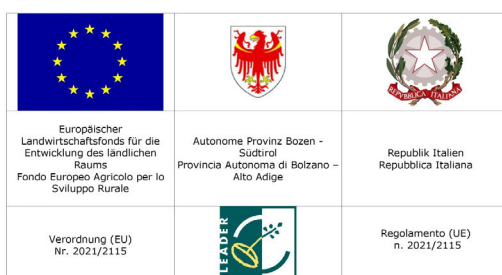 REPVBBLICA ITALIANA
Europäischer
Landwirtschaftsfonds für die
Entwicklung des ländlichen
Raums
Fondo Europeo Agricolo per lo
Sviluppo Rurale
Autonome Provinz Bozen -
Südtirol
Provincia Autonoma di Bolzano –
Alto Adige
Republik Italien
Repubblica Italiana
Verordnung (EU)
Nr. 2021/2115
LEADER
Regolamento (UE)
n. 2021/2115